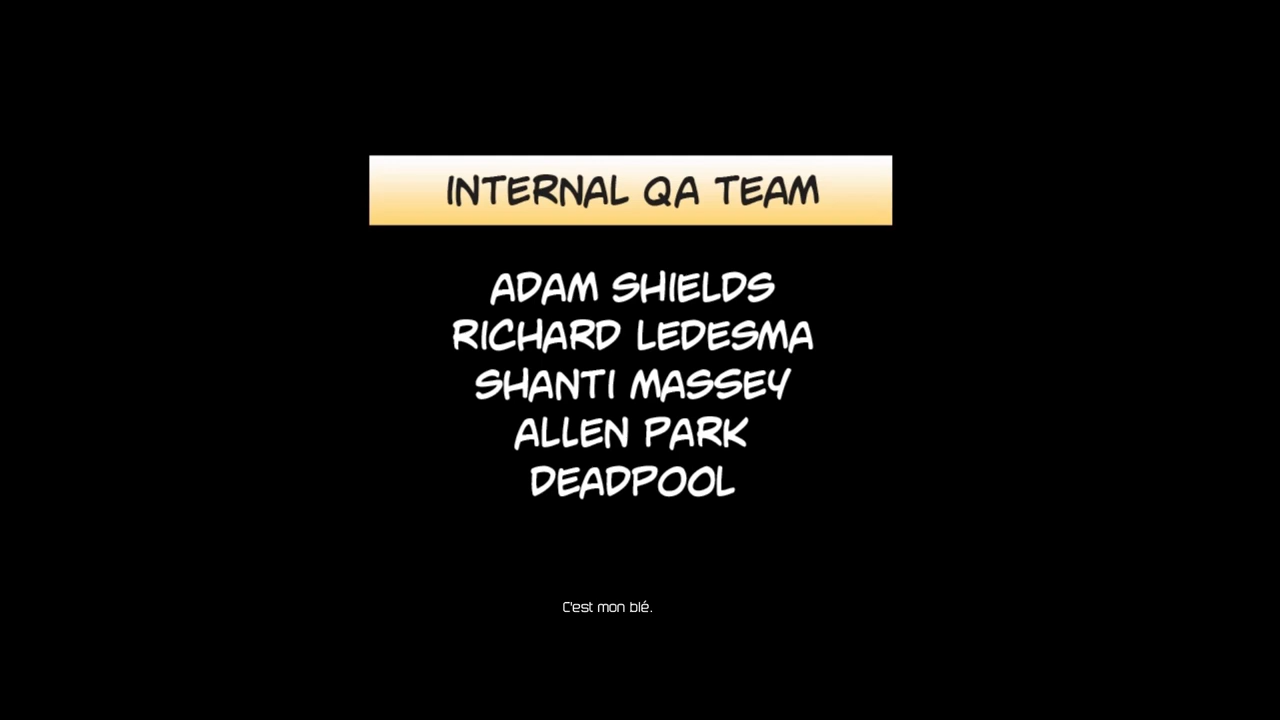 INTERNAL QA TEAM
ADAM SHIELDS
RICHARD LEDESMA
SHANTI MASSEY
ALLEN PARK
DEADPOOL
C'est mon blé.